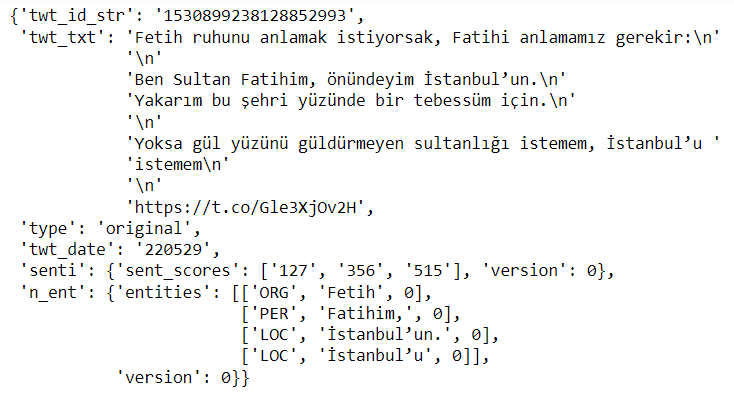 {'twt_id_str': '1530899238128852993',
 'twt_txt': 'Fetih ruhunu anlamak istiyorsak, Fatihi anlamamız gerekir:\n'
            '\n'
            'Ben Sultan Fatihim, önündeyim İstanbul’un.\n'
            'Yakarım bu şehri yüzünde bir tebessüm için.\n'
            '\n'
            'Yoksa gül yüzünü güldürmeyen sultanlığı istemem, İstanbul’u '
            'istemem\n'
            '\n'
            'https://t.co/Gle3XjOv2H',
 'type': 'original',
 'twt_date': '220529',
 'senti': {'sent_scores': ['127', '356', '515'], 'version': 0},
 'n_ent': {'entities': [['ORG', 'Fetih', 0],
                        ['PER', 'Fatihim,', 0],
                        ['LOC', 'İstanbul’un.', 0],
                        ['LOC', 'İstanbul’u', 0]],
           'version': 0}}